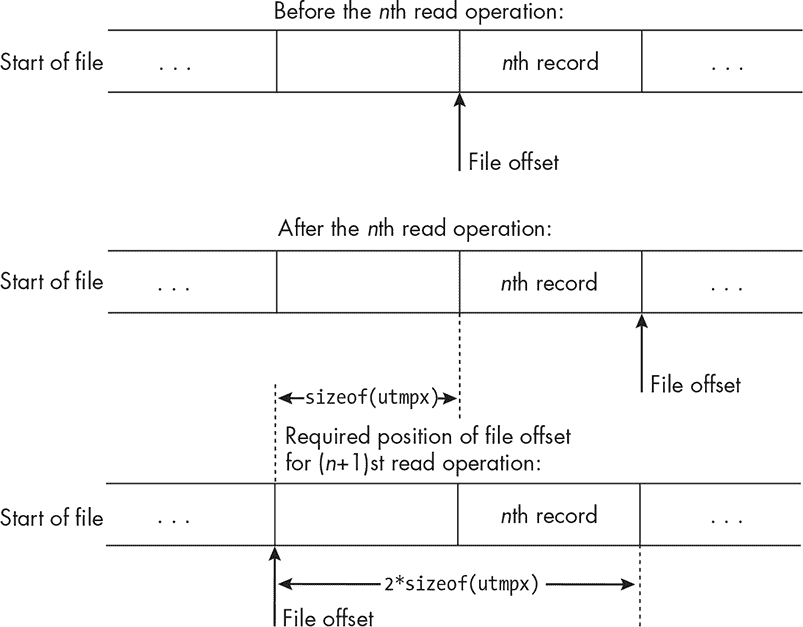 Before the nth read operation:
Start of file . . . nth record . . .
File offset
After the nth read operation:
Start of file . . . nth record . . .
File offset
sizeof(utmpx)
Required position of file offset
for (n+1)st read operation:
Start of file . . . nth record . . .
2*sizeof(utmpx)
File offset